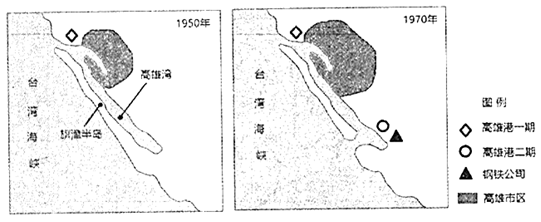 1950年
台湾海峡
高雄湾
旗津半岛
1970年
台湾海峡
图例
高雄港一期
高雄港二期
钢铁公司
高雄市区